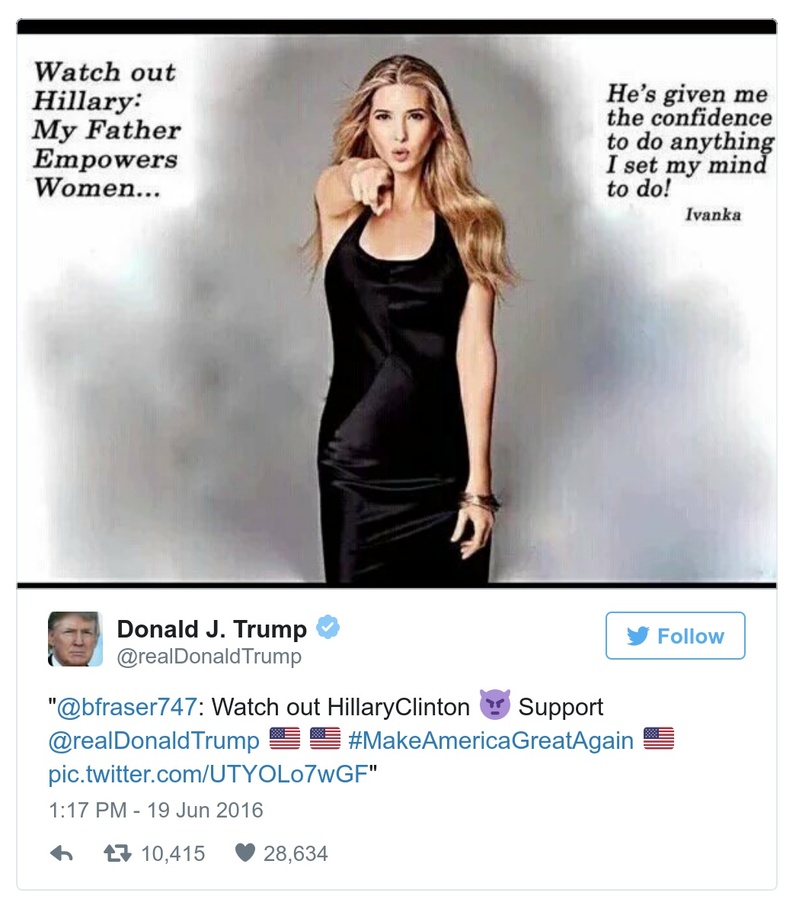 Watch out
Hillary:
My Father
Empowers
Women...
He's given me
the confidence
to do anything
I set my mind
to do!
Ivanka
Donald J. Trump
@realDonaldTrump
Follow
"@bfraser747: Watch out HillaryClinton 👿 Support
@realDonaldTrump 🇺🇸 🇺🇸 #MakeAmericaGreatAgain 🇺🇸
pic.twitter.com/UTYOLo7wGF"
1:17 PM - 19 Jun 2016
10,415 28,634